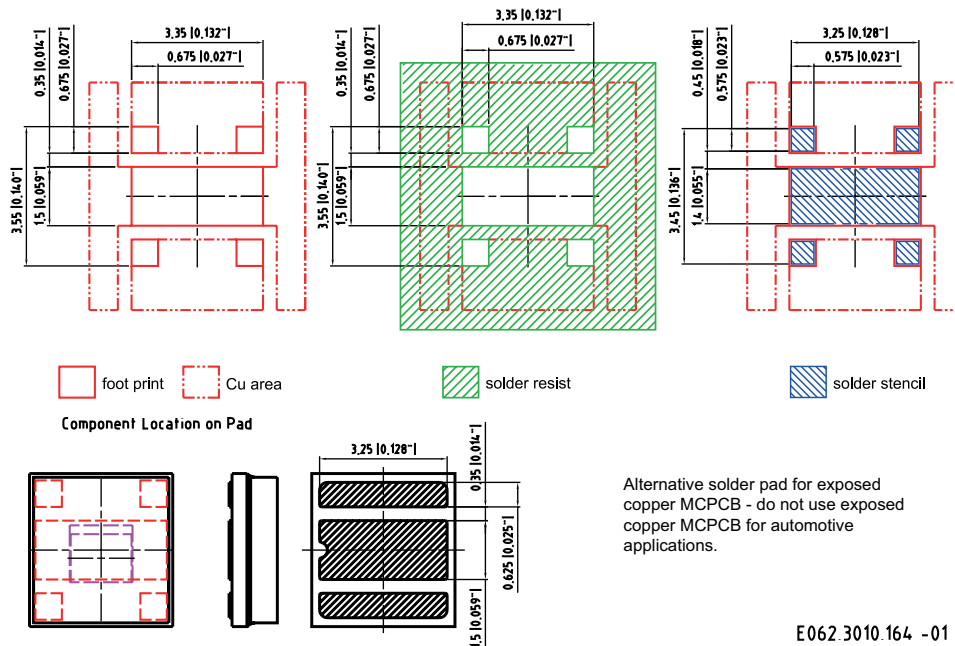 3,35 |0.132"|
0,675 |0.027"|
0,35 |0.014"|
0,675 |0.027"|
3,55 |0.140"|
1,5 |0.059"|
3,35 |0.132"|
0,675 |0.027"|
0,35 |0.014"|
0,675 |0.027"|
3,55 |0.140"|
1,5 |0.059"|
3,25 |0.128"|
0,575 |0.023"|
0,45 |0.018"|
0,575 |0.023"|
3,45 |0.136"|
1,4 |0.055"|
foot print
Cu area
solder resist
solder stencil
Component Location on Pad
3,25 |0.128"|
0,35 |0.014"|
0,625 |0.025"|
1,5 |0.059"|
Alternative solder pad for exposed
copper MCPCB - do not use exposed
copper MCPCB for automotive
applications.
E062.3010.164 -01